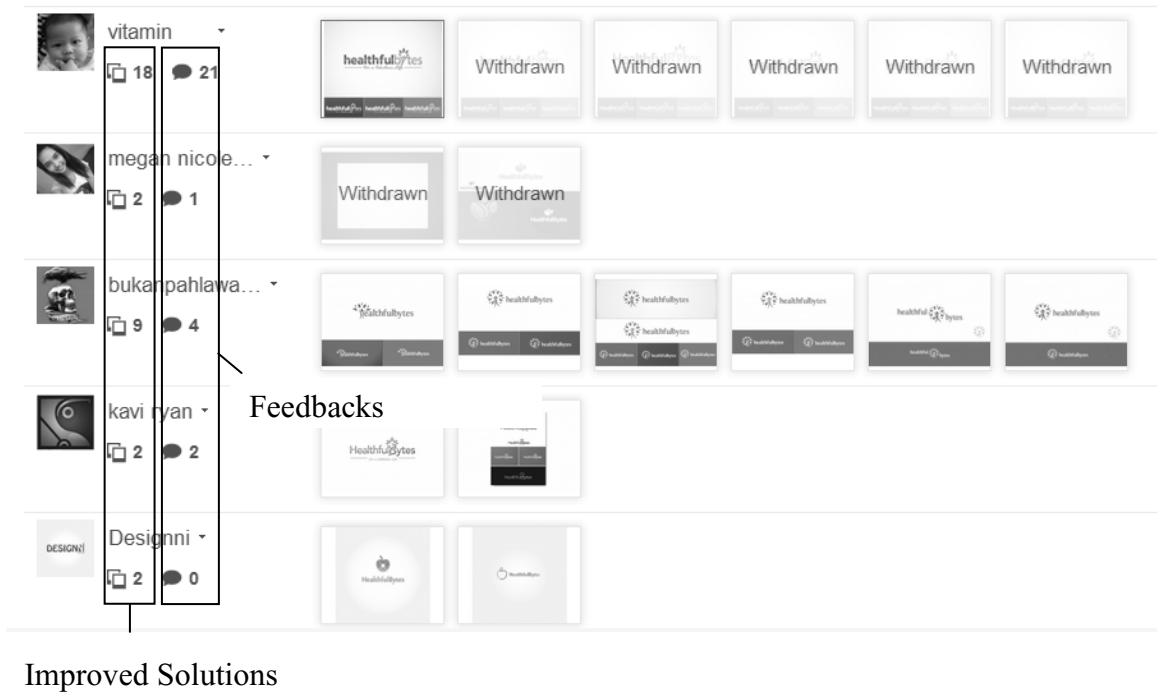 vitamin
18 21
healthfulbytes
Withdrawn Withdrawn Withdrawn Withdrawn Withdrawn
megan nicole...
2 1
Withdrawn Withdrawn
HealthfulBytes
bukanpahlawa...
9 4
healthfulbytes healthfulbytes healthfulbytes healthfulbytes healthful bytes healthfulbytes
healthfulbytes
Feedbacks
kavi ryan
2 2
HealthfulBytes
Designni
DESIGNNI
2 0
HealthfulBytes HealthfulBytes
Improved Solutions